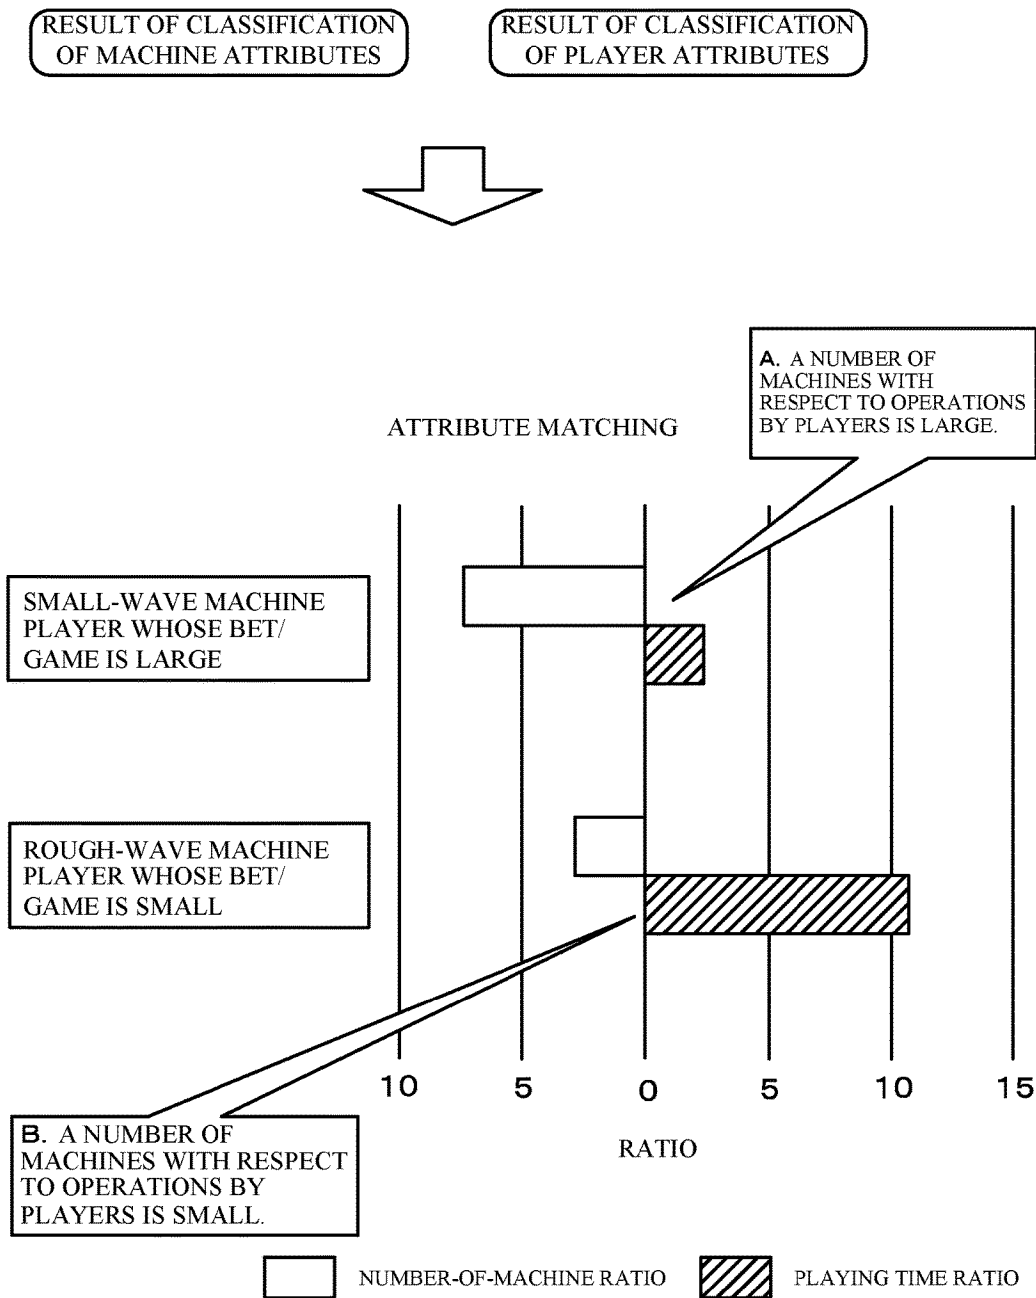 RESULT OF CLASSIFICATION
OF MACHINE ATTRIBUTES
RESULT OF CLASSIFICATION
OF PLAYER ATTRIBUTES
A. A NUMBER OF
MACHINES WITH
RESPECT TO OPERATIONS
BY PLAYERS IS LARGE.
ATTRIBUTE MATCHING
SMALL-WAVE MACHINE
PLAYER WHOSE BET/
GAME IS LARGE
ROUGH-WAVE MACHINE
PLAYER WHOSE BET/
GAME IS SMALL
10 5 0 5 10 15
RATIO
B. A NUMBER OF
MACHINES WITH RESPECT
TO OPERATIONS BY
PLAYERS IS SMALL.
NUMBER-OF-MACHINE RATIO
PLAYING TIME RATIO